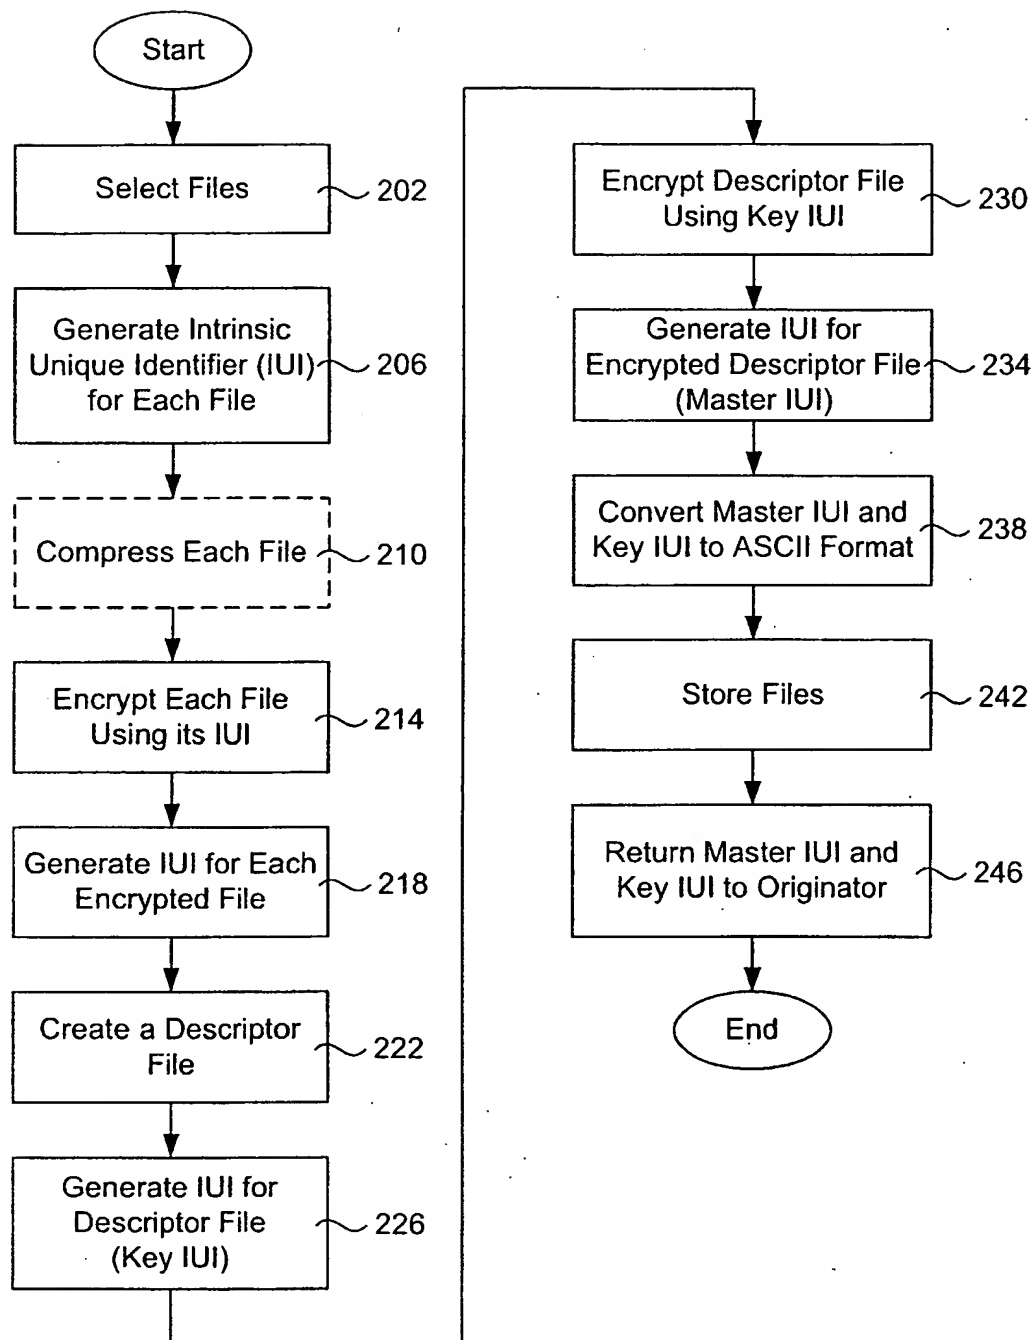 Start
Select Files
202
Generate Intrinsic
Unique Identifier (IUI)
for Each File
206
Compress Each File
210
Encrypt Each File
Using its IUI
214
Generate IUI for Each
Encrypted File
218
Create a Descriptor
File
222
Generate IUI for
Descriptor File
(Key IUI)
226
Encrypt Descriptor File
Using Key IUI
230
Generate IUI for
Encrypted Descriptor File
(Master IUI)
234
Convert Master IUI and
Key IUI to ASCII Format
238
Store Files
242
Return Master IUI and
Key IUI to Originator
246
End